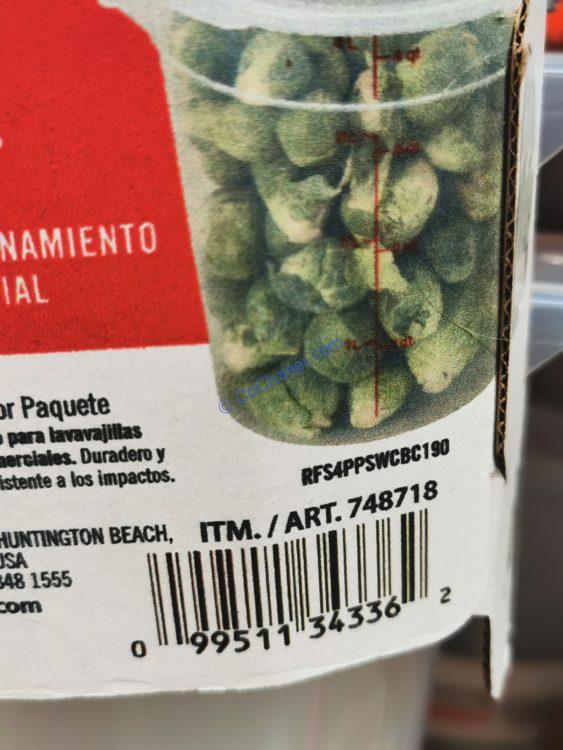 NAMIENTO
IAL
or Paquete
para lavavajillas
merciales. Duradero y
istente a los impactos.
RFS4PPSWCBC190
HUNTINGTON BEACH,
USA
848 1555
com
ITM. / ART. 748718
0 99511 34336 2
© CoCaser.com